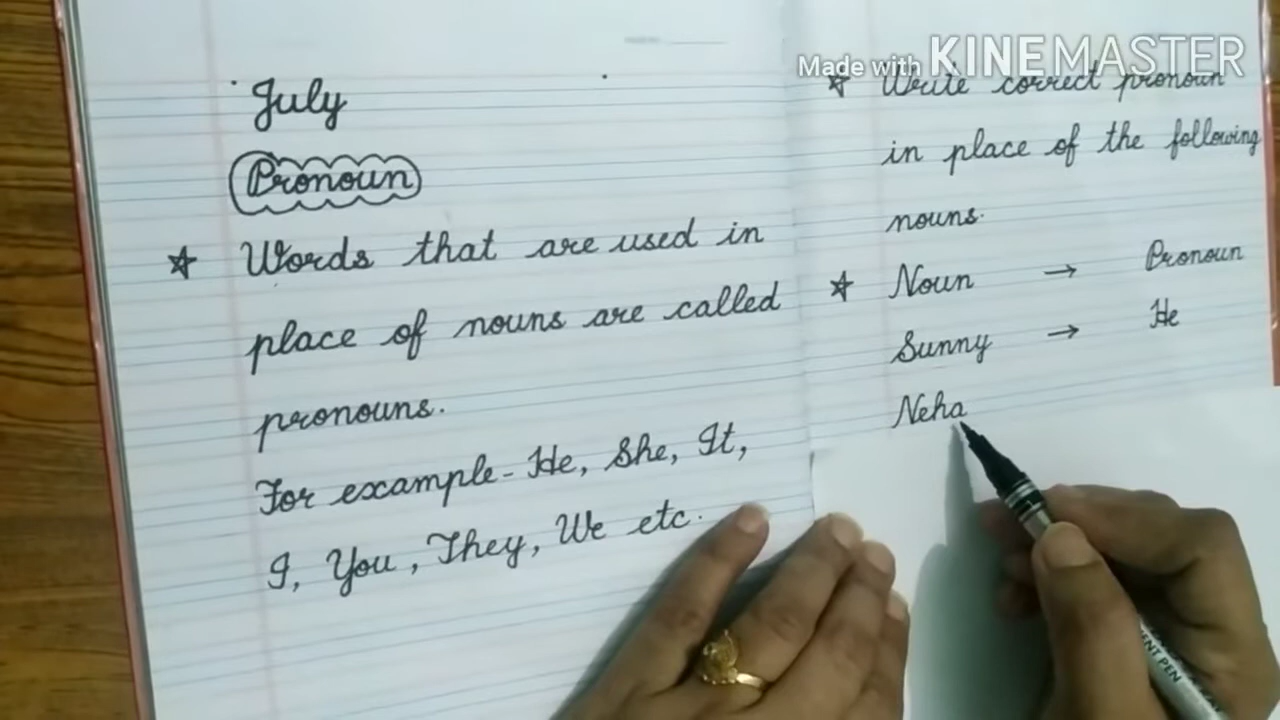 July
Pronoun
☆ Words that are used in
place of nouns are called
pronouns.
For example - He, She, It,
I, You, They, We etc.
Made with KINEMASTER
☆ Write correct pronoun
in place of the following
nouns.
☆ Noun → Pronoun
Sunny → He
Neha
PEN